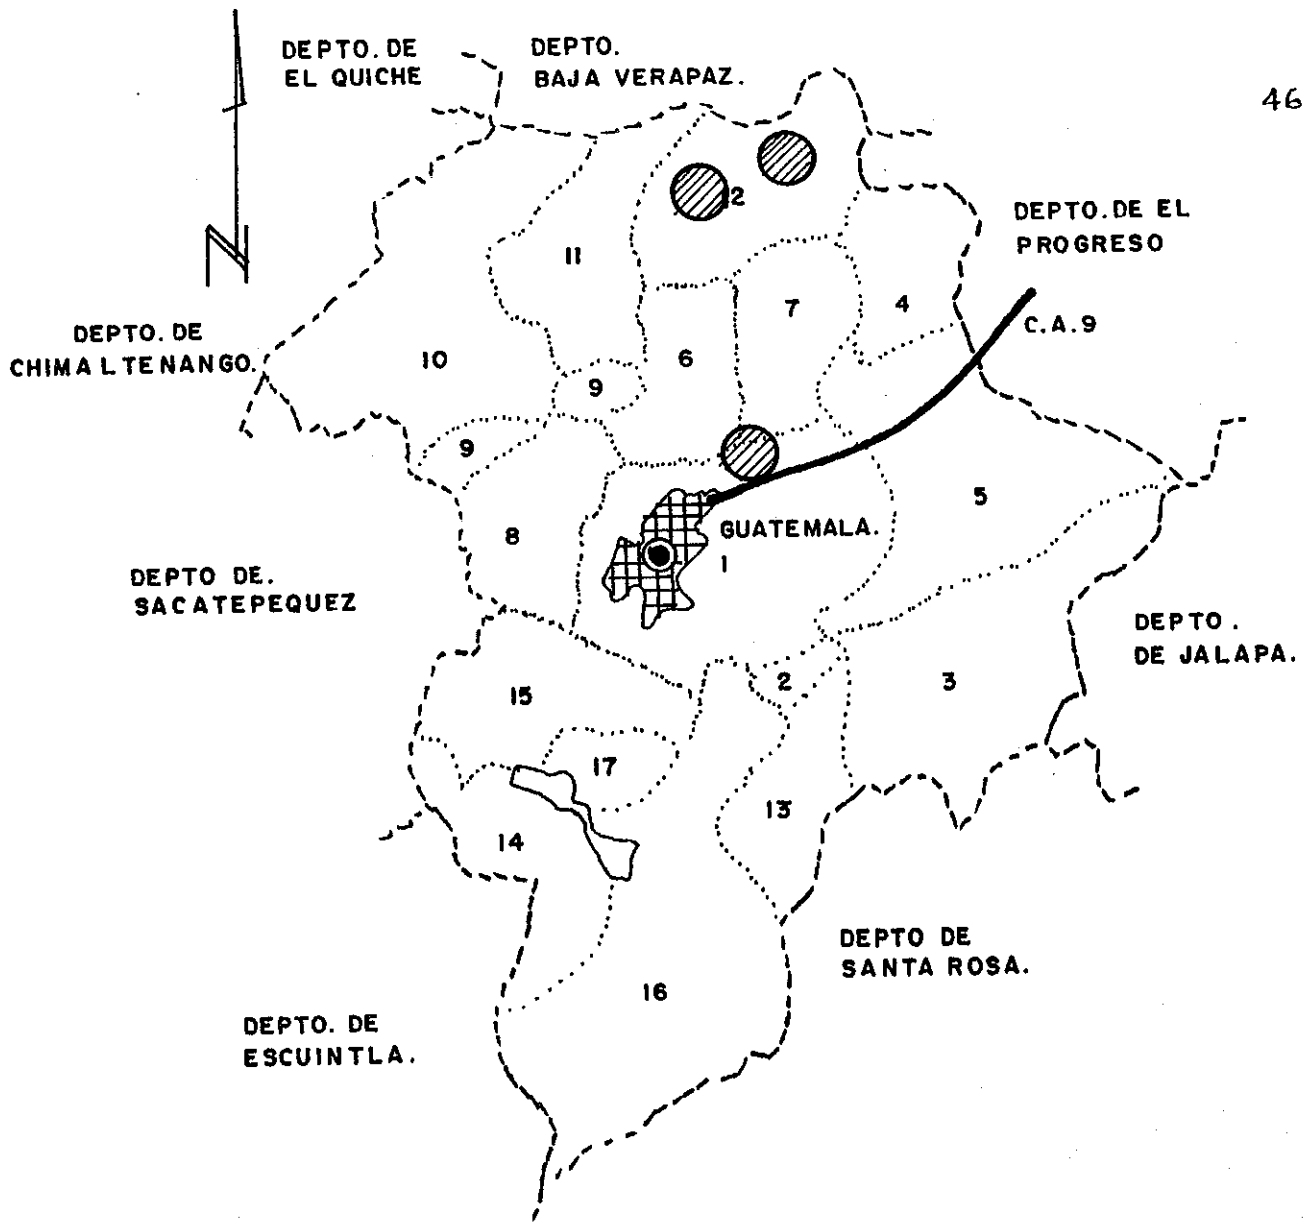 DEPTO. DE
EL QUICHE
DEPTO.
BAJA VERAPAZ.
46
N
12
DEPTO. DE EL
PROGRESO
11
7
4
C.A.9
DEPTO. DE
CHIMALTENANGO.
10
6
9
9
5
8
GUATEMALA.
1
DEPTO DE.
SACATEPEQUEZ
DEPTO.
DE JALAPA.
15
2
3
17
13
14
DEPTO DE
SANTA ROSA.
16
DEPTO. DE
ESCUINTLA.